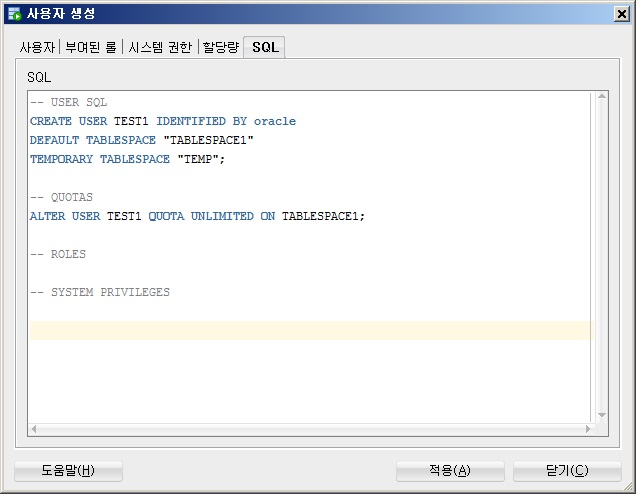 사용자 생성
사용자 부여된 롤 시스템 권한 할당량 SQL
SQL
-- USER SQL
CREATE USER TEST1 IDENTIFIED BY oracle
DEFAULT TABLESPACE "TABLESPACE1"
TEMPORARY TABLESPACE "TEMP";
-- QUOTAS
ALTER USER TEST1 QUOTA UNLIMITED ON TABLESPACE1;
-- ROLES
-- SYSTEM PRIVILEGES
도움말(H) 적용(A) 닫기(C)